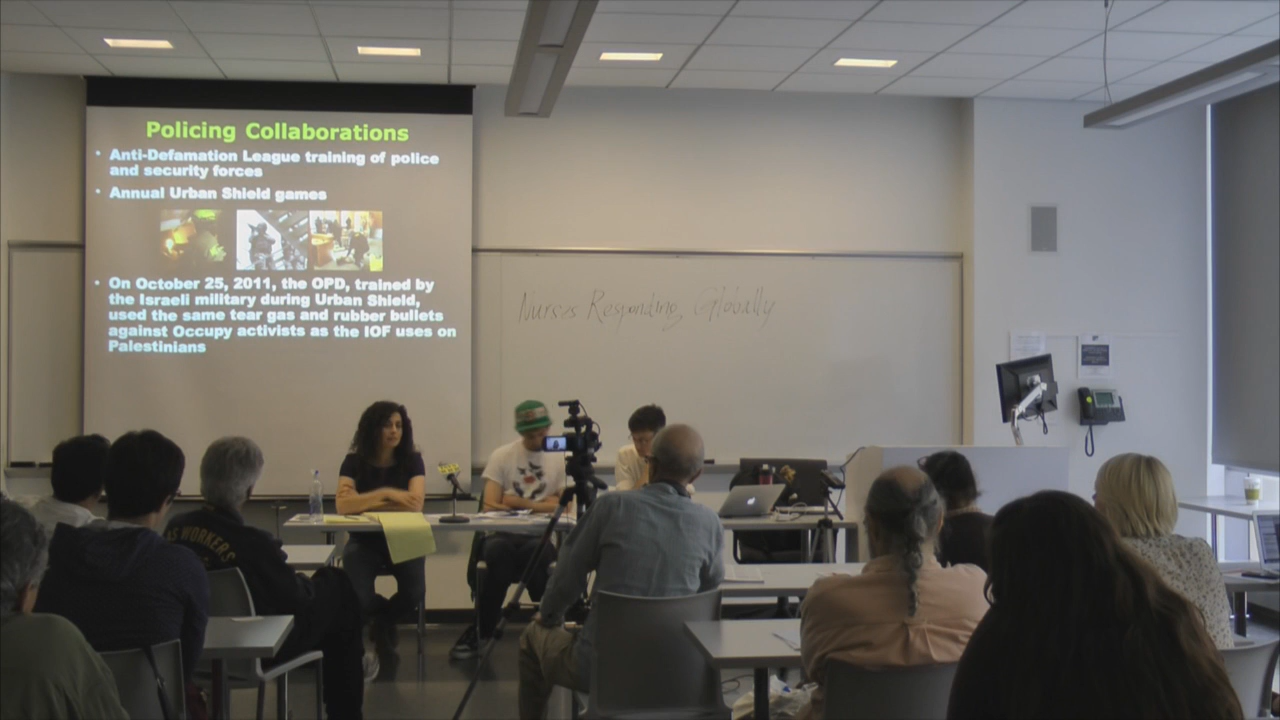 Policing Collaborations
• Anti-Defamation League training of police
and security forces
• Annual Urban Shield games
• On October 25, 2011, the OPD, trained by
the Israeli military during Urban Shield,
used the same tear gas and rubber bullets
against Occupy activists as the IOF uses on
Palestinians
Nurses Responding Globally
AS WORKERS